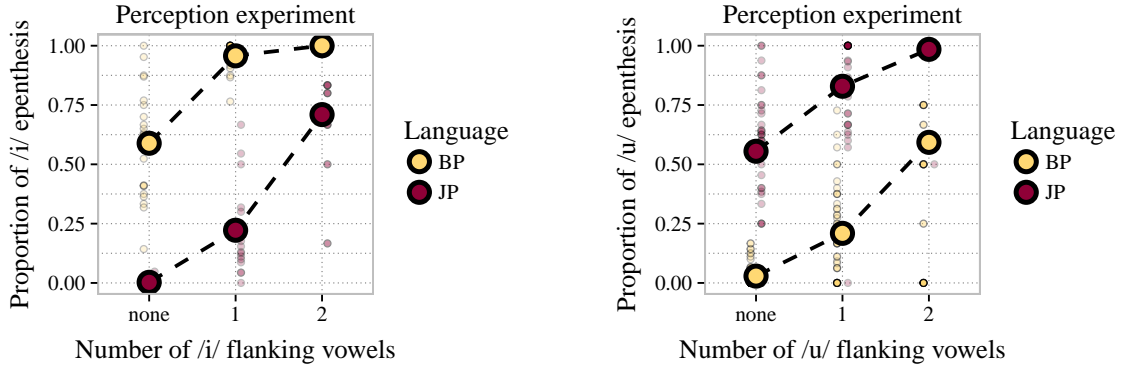 Perception experiment
Proportion of /i/ epenthesis
1.00
0.75
0.50
0.25
0.00
none
1
2
Number of /i/ flanking vowels
Language
BP
JP
Perception experiment
Proportion of /u/ epenthesis
1.00
0.75
0.50
0.25
0.00
none
1
2
Number of /u/ flanking vowels
Language
BP
JP